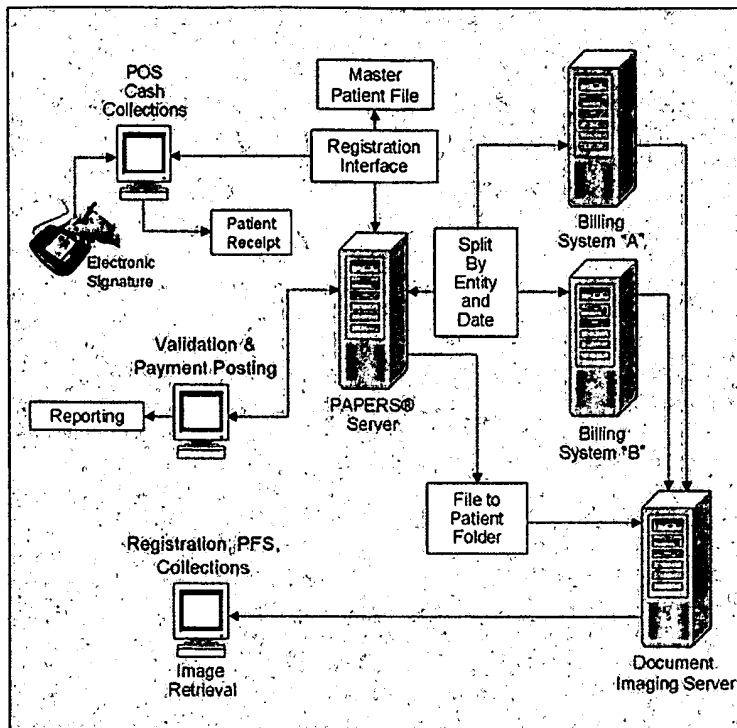 POS
Cash
Collections
Master
Patient File
Registration
Interface
Patient
Receipt
Electronic
Signature
Split
By
Entity
and
Date
Billing
System "A"
Validation &
Payment Posting
Reporting
PAPERS®
Server
Billing
System "B"
File to
Patient
Folder
Registration, PFS,
Collections
Image
Retrieval
Document
Imaging Server